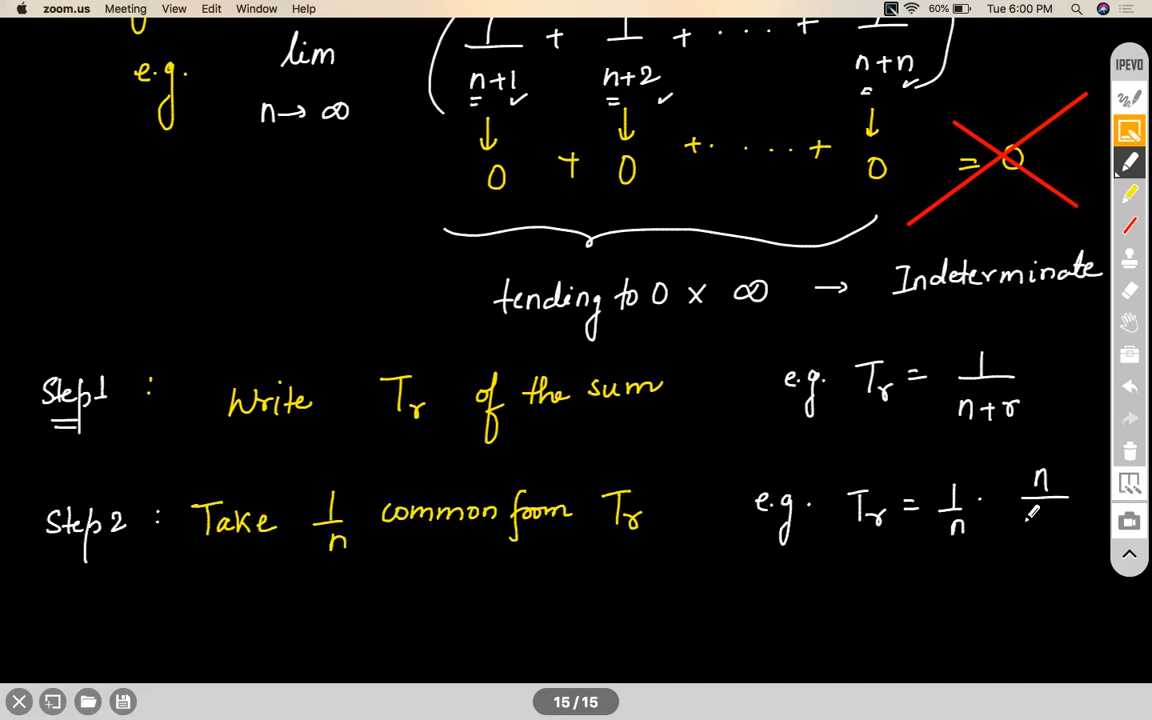 zoom.us Meeting View Edit Window Help 60% Tue 6:00 PM
e.g. lim n→∞ ( 1/n+1 + 1/n+2 + . . . . + 1/n+n )
IPEVO
0 + 0 +. . . . . + 0 = 0
tending to 0 × ∞ → Indeterminate
Step1 : Write Tr of the sum e.g. Tr = 1/n+r
Step 2 : Take 1/n common from Tr e.g. Tr = 1/n · n
15 / 15